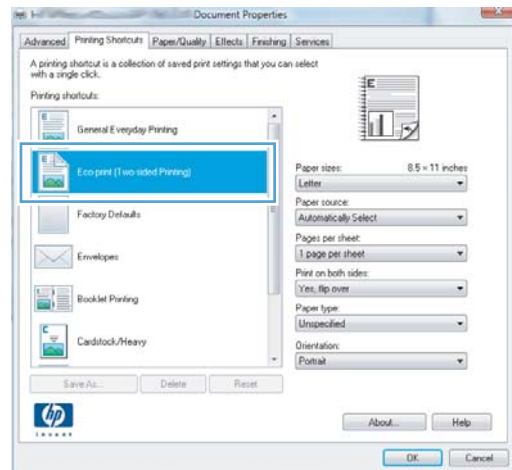 Document Properties
Advanced Printing Shortcuts Paper/Quality Effects Finishing Services
A printing shortcut is a collection of saved print settings that you can select
with a single click.
Printing shortcuts:
General Everyday Printing
Eco print (Two-sided Printing)
Factory Defaults
Envelopes
Booklet Printing
Cardstock/Heavy
Save As... Delete Reset
E
Paper sizes: 8.5 × 11 inches
Letter
Paper source:
Automatically Select
Pages per sheet:
1 page per sheet
Print on both sides:
Yes, flip over
Paper type:
Unspecified
Orientation:
Portrait
hp
invent
About... Help
OK Cancel